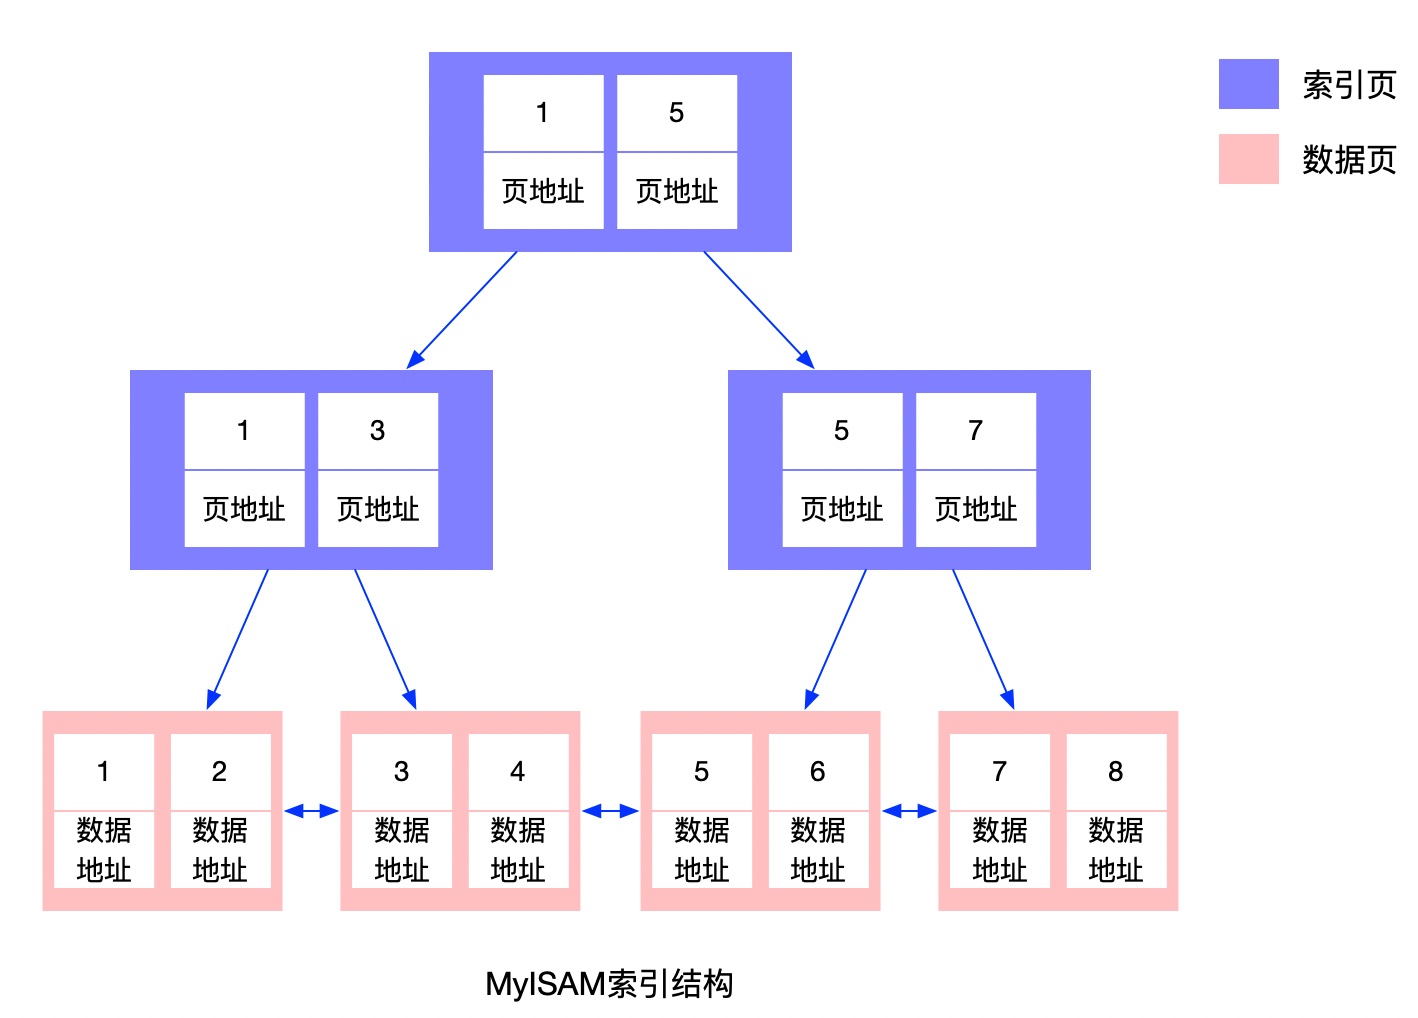 1 5
页地址 页地址
索引页
数据页
1 3
页地址 页地址
5 7
页地址 页地址
1 2
数据 数据
地址 地址
3 4
数据 数据
地址 地址
5 6
数据 数据
地址 地址
7 8
数据 数据
地址 地址
MyISAM索引结构